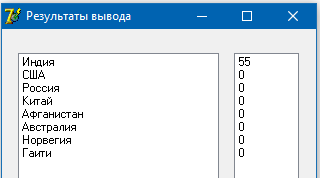 Результаты вывода
Индия 55
США 0
Россия 0
Китай 0
Афганистан 0
Австралия 0
Норвегия 0
Гаити 0